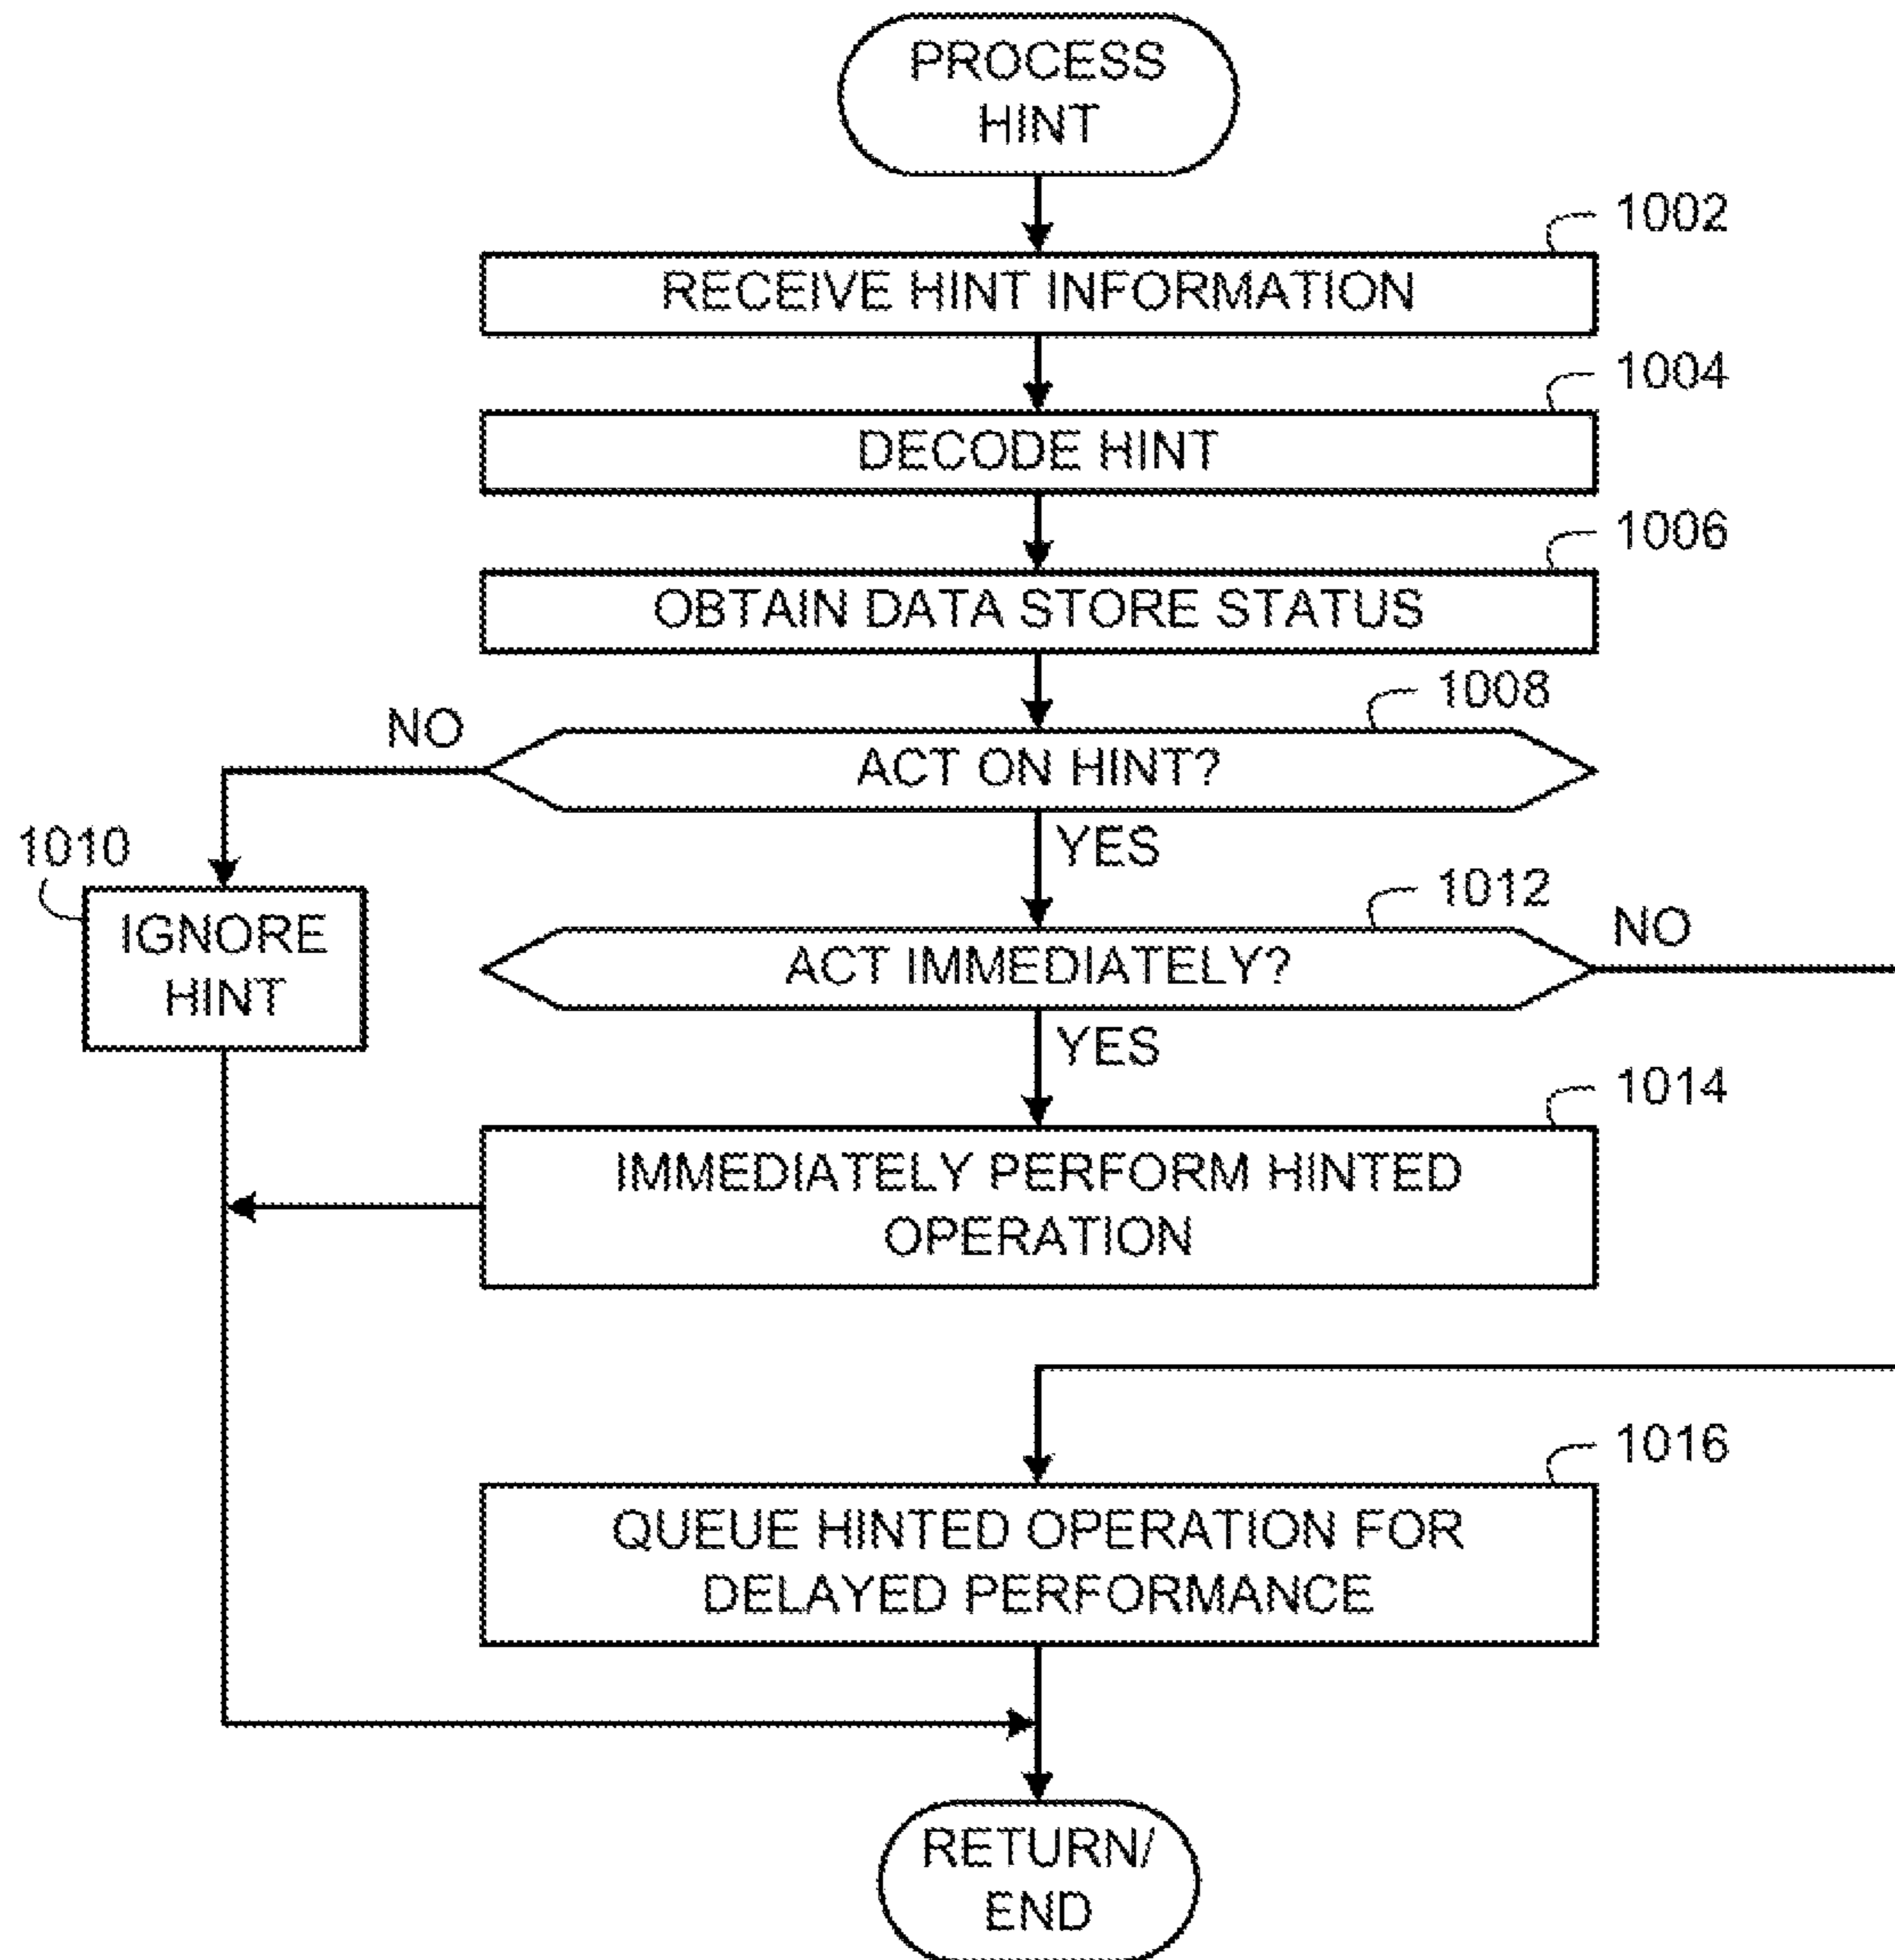 PROCESS
HINT
1002
RECEIVE HINT INFORMATION
1004
DECODE HINT
1006
OBTAIN DATA STORE STATUS
1008
NO
ACT ON HINT?
YES
1010
IGNORE
HINT
1012
NO
ACT IMMEDIATELY?
YES
1014
IMMEDIATELY PERFORM HINTED
OPERATION
1016
QUEUE HINTED OPERATION FOR
DELAYED PERFORMANCE
RETURN/
END